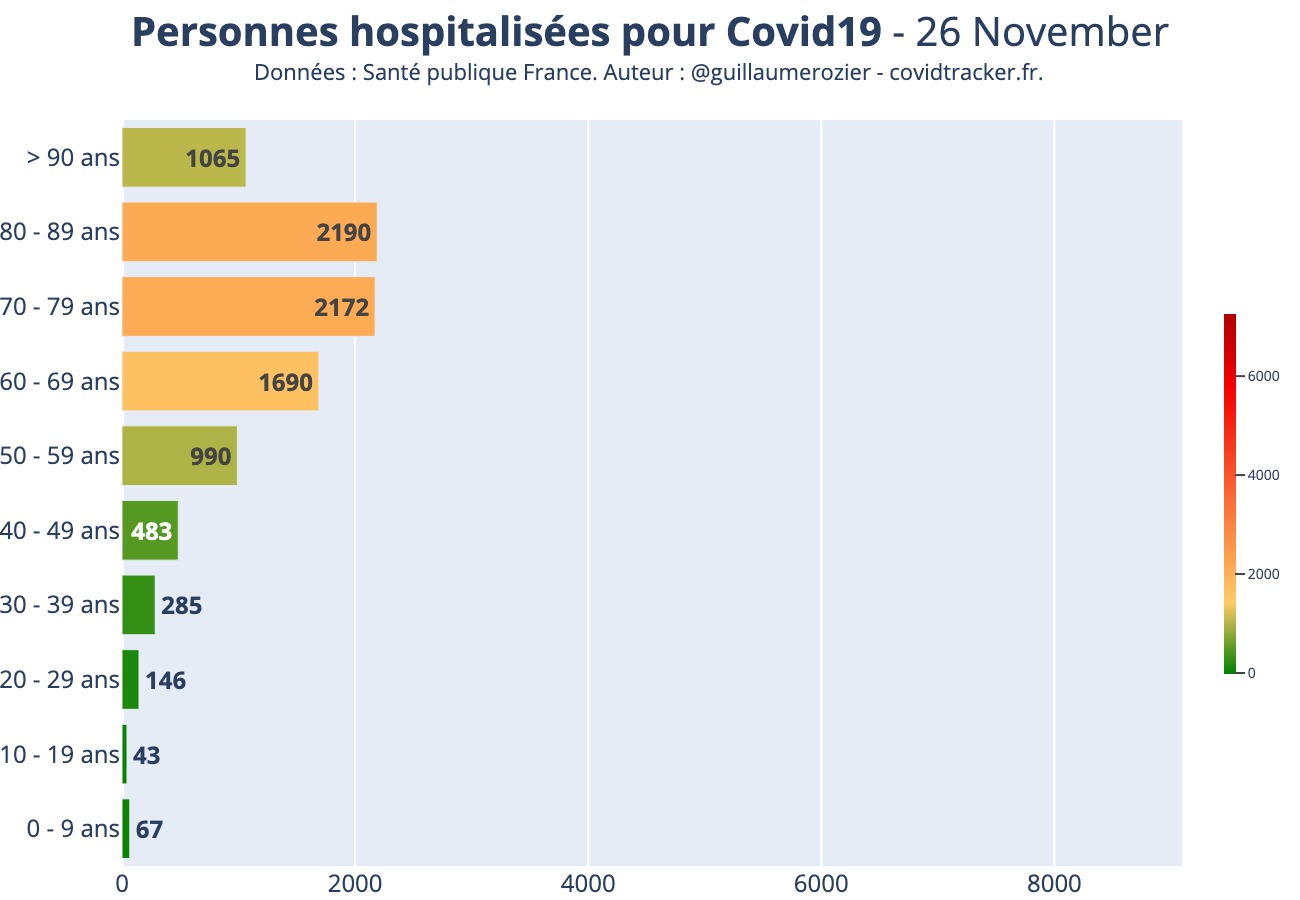 Personnes hospitalisées pour Covid19 - 26 November
Données : Santé publique France. Auteur : @guillaumerozier - covidtracker.fr.
> 90 ans 1065
80 - 89 ans 2190
70 - 79 ans 2172
60 - 69 ans 1690
50 - 59 ans 990
40 - 49 ans 483
30 - 39 ans 285
20 - 29 ans 146
10 - 19 ans 43
0 - 9 ans 67
0 2000 4000 6000 8000
6000
4000
2000
0